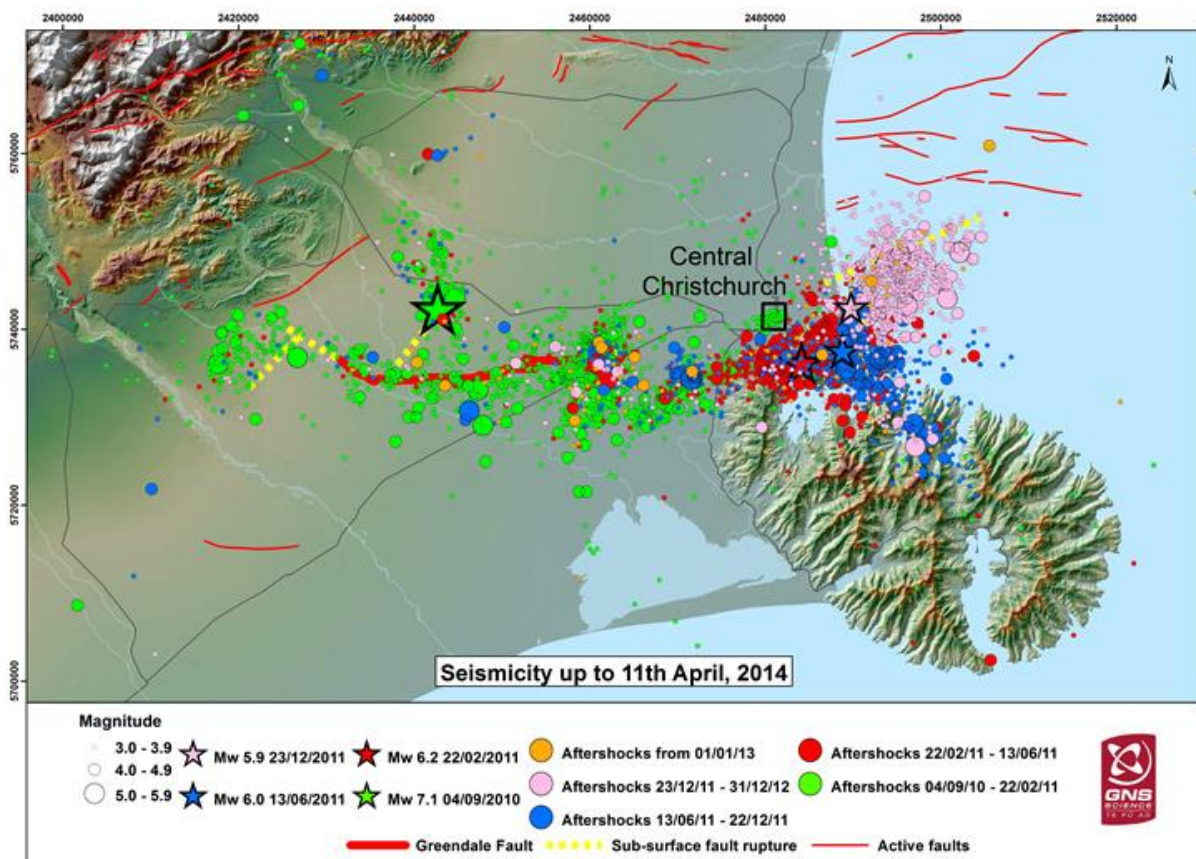 2400000 2420000 2440000 2460000 2480000 2500000 2520000
N
5760000
Central
Christchurch
5740000
5720000
5700000
Seismicity up to 11th April, 2014
Magnitude
3.0 - 3.9
4.0 - 4.9
5.0 - 5.9
Mw 5.9 23/12/2011
Mw 6.0 13/06/2011
Mw 6.2 22/02/2011
Mw 7.1 04/09/2010
Aftershocks from 01/01/13
Aftershocks 23/12/11 - 31/12/12
Aftershocks 13/06/11 - 22/12/11
Aftershocks 22/02/11 - 13/06/11
Aftershocks 04/09/10 - 22/02/11
Greendale Fault
Sub-surface fault rupture
Active faults
GNS
SCIENCE
TE PŪ AO